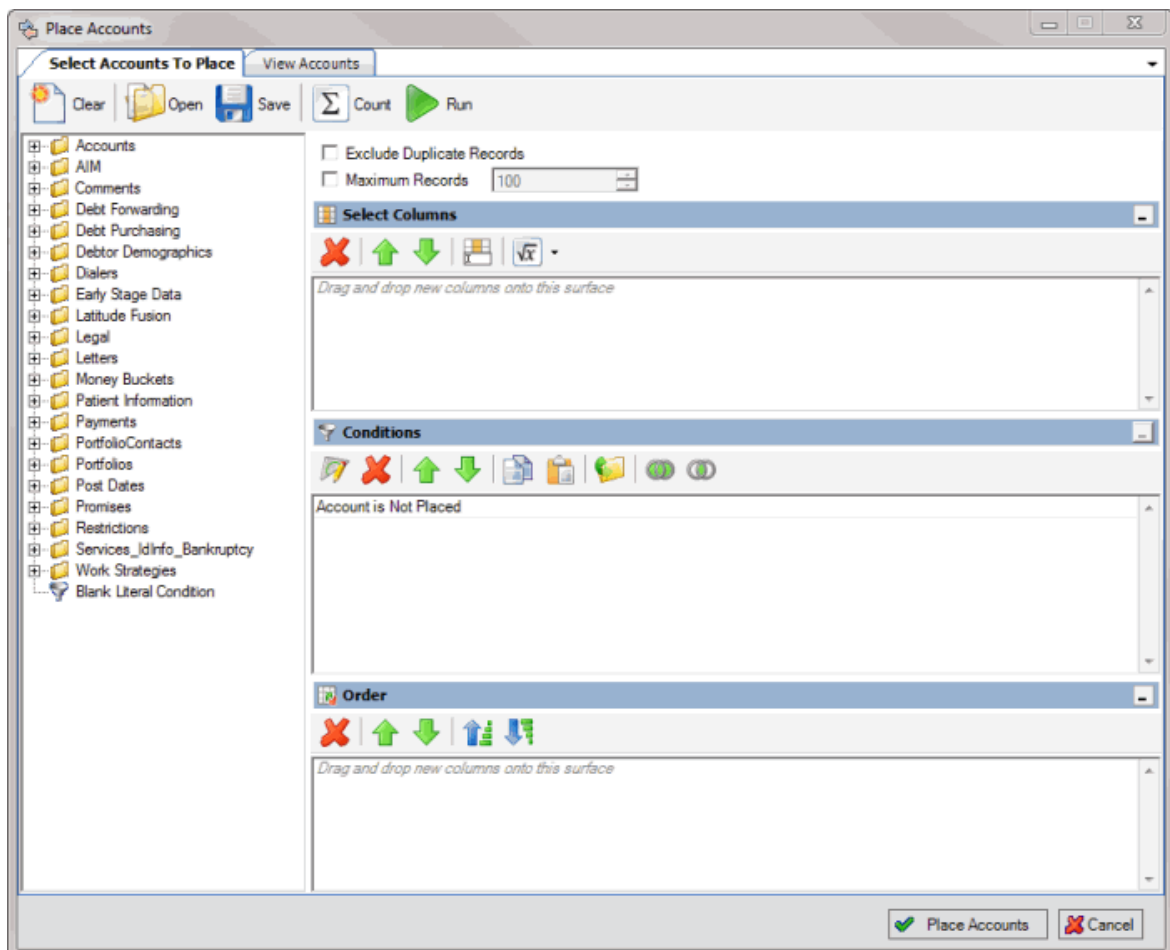 Place Accounts
Select Accounts To Place View Accounts
Clear Open Save Σ Count Run
Accounts
AIM
Comments
Debt Forwarding
Debt Purchasing
Debtor Demographics
Dialers
Early Stage Data
Latitude Fusion
Legal
Letters
Money Buckets
Patient Information
Payments
PortfolioContacts
Portfolios
Post Dates
Promises
Restrictions
Services_IdInfo_Bankruptcy
Work Strategies
Blank Literal Condition
Exclude Duplicate Records
Maximum Records 100
Select Columns
√x
Drag and drop new columns onto this surface
Conditions
Account is Not Placed
Order
Drag and drop new columns onto this surface
Place Accounts Cancel